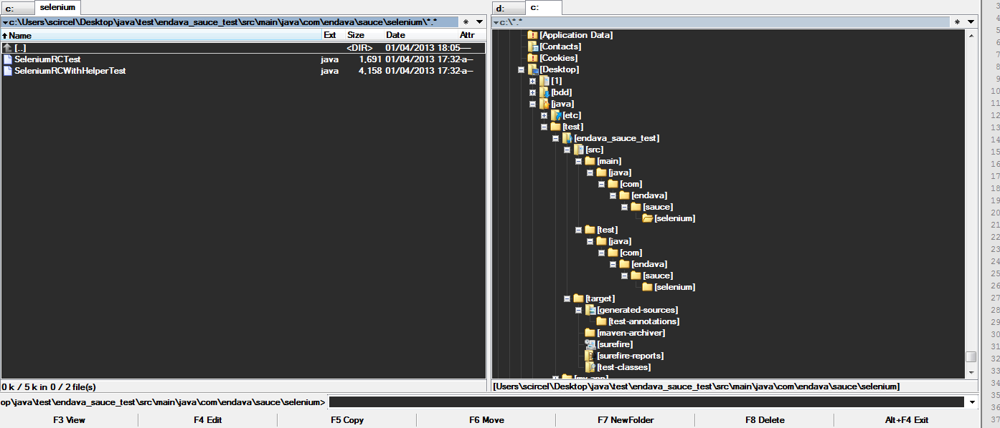 c:
selenium
c:\Users\scircel\Desktop\java\test\endava_sauce_test\src\main\java\com\endava\sauce\selenium\*.*
*
Name Ext Size Date Attr
[..] <DIR> 01/04/2013 18:05----
SeleniumRCTest java 1,691 01/04/2013 17:32-a--
SeleniumRCWithHelperTest java 4,158 01/04/2013 17:32-a--
0 k / 5 k in 0 / 2 file(s)
d:
c:
c:\*.*
*
[Application Data]
[Contacts]
[Cookies]
[Desktop]
[1]
[bdd]
[java]
[etc]
[test]
[endava_sauce_test]
[src]
[main]
[java]
[com]
[endava]
[sauce]
[selenium]
[test]
[java]
[com]
[endava]
[sauce]
[selenium]
[target]
[generated-sources]
[test-annotations]
[maven-archiver]
[surefire]
[surefire-reports]
[test-classes]
[my-app]
[Users\scircel\Desktop\java\test\endava_sauce_test\src\main\java\com\endava\sauce\selenium]
op\java\test\endava_sauce_test\src\main\java\com\endava\sauce\selenium>
F3 View
F4 Edit
F5 Copy
F6 Move
F7 NewFolder
F8 Delete
Alt+F4 Exit
3
4
5
6
7
8
9
10
11
12
13
14
15
16
17
18
19
20
21
22
23
24
25
26
27
28
29
30
31
32
33
34
35
36
37